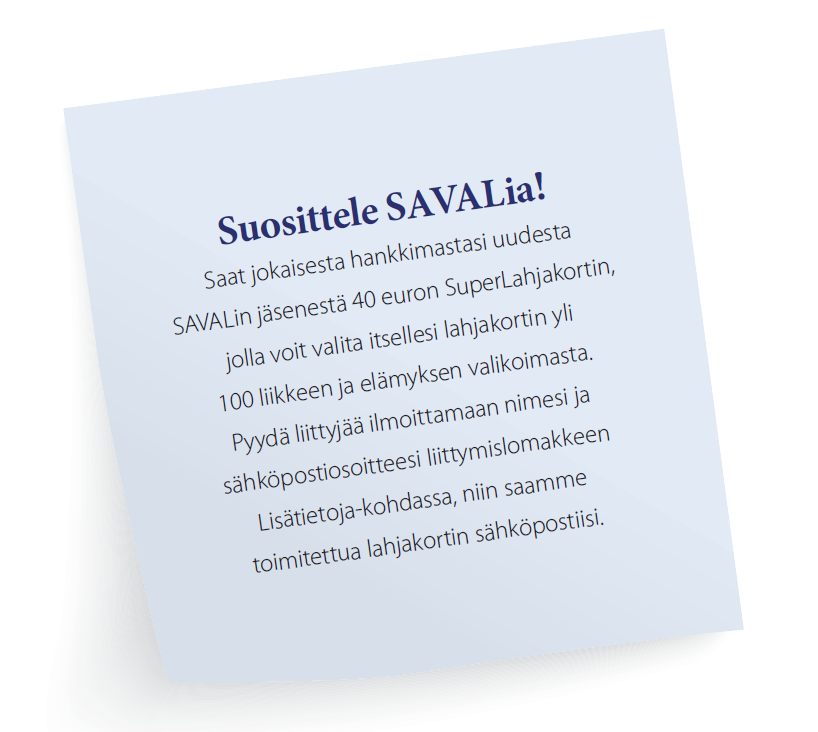 Suosittele SAVALia!
Saat jokaisesta hankkimastasi uudesta
SAVALin jäsenestä 40 euron SuperLahjakortin,
jolla voit valita itsellesi lahjakortin yli
100 liikkeen ja elämyksen valikoimasta.
Pyydä liittyjää ilmoittamaan nimesi ja
sähköpostiosoitteesi liittymislomakkeen
Lisätietoja-kohdassa, niin saamme
toimitettua lahjakortin sähköpostiisi.